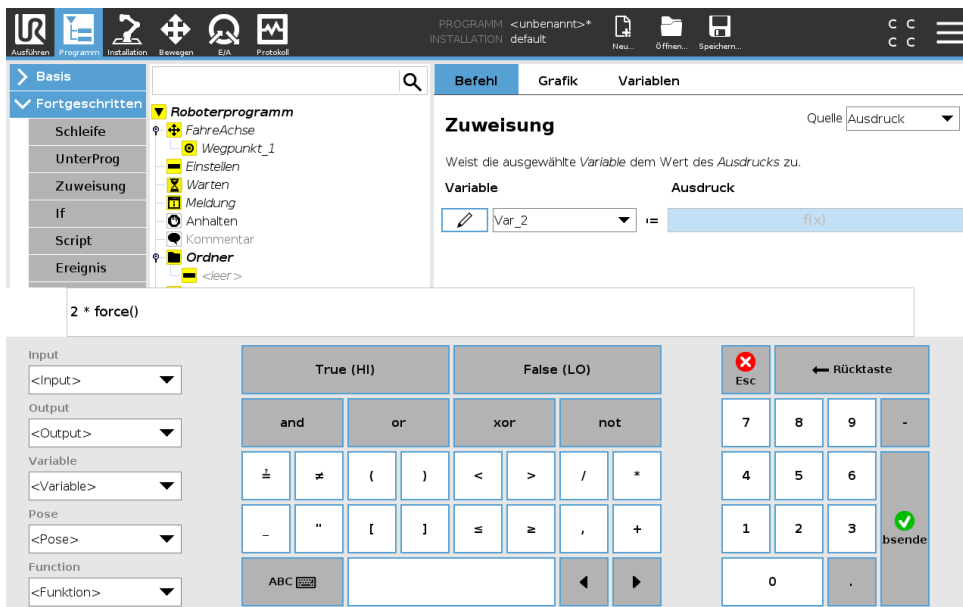 PROGRAMM <unbenannt>*
INSTALLATION default
UR
Ausführen Programm Installation Bewegen E/A Protokoll
Neu... Öffnen... Speichern...
C C
C C
Basis
Fortgeschritten
Schleife
UnterProg
Zuweisung
If
Script
Ereignis
Roboterprogramm
FahreAchse
Wegpunkt_1
Einstellen
Warten
Meldung
Anhalten
Kommentar
Ordner
<leer>
Befehl Grafik Variablen
Zuweisung
Quelle Ausdruck
Weist die ausgewählte Variable dem Wert des Ausdrucks zu.
Variable Ausdruck
Var_2 := f(x)
2 * force()
Input
<Input>
Output
<Output>
Variable
<Variable>
Pose
<Pose>
Function
<Funktion>
True (HI) False (LO)
and or xor not
≟ ≠ ( ) < > / *
_ " [ ] ≤ ≥ , +
ABC
Esc Rücktaste
7 8 9 -
4 5 6
1 2 3
bsende
0 .